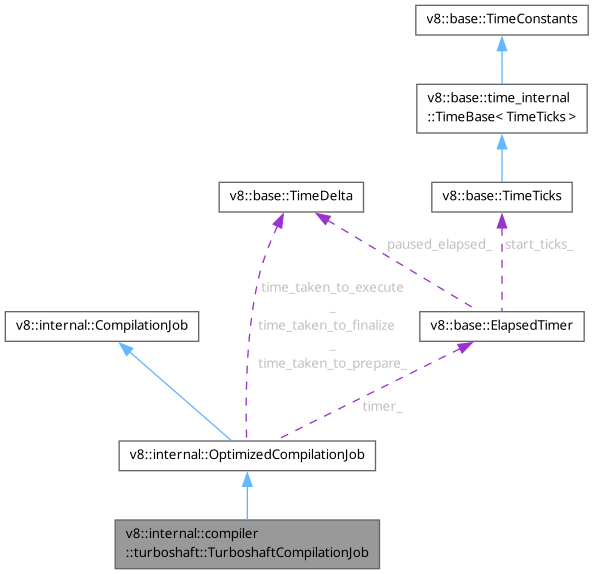 v8::base::TimeConstants
v8::base::time_internal
::TimeBase< TimeTicks >
v8::base::TimeDelta
v8::base::TimeTicks
paused_elapsed_
start_ticks_
time_taken_to_execute
_
time_taken_to_finalize
_
time_taken_to_prepare_
v8::internal::CompilationJob
v8::base::ElapsedTimer
timer_
v8::internal::OptimizedCompilationJob
v8::internal::compiler
::turboshaft::TurboshaftCompilationJob